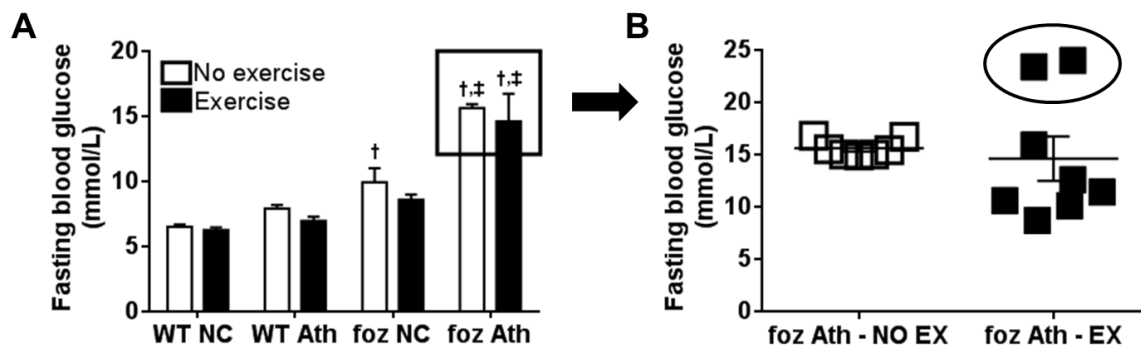 A
Fasting blood glucose
(mmol/L)
20
15
10
5
0
No exercise
Exercise
†
†,‡
†,‡
WT NC
WT Ath
foz NC
foz Ath
B
Fasting blood glucose
(mmol/L)
25
20
15
10
5
0
foz Ath - NO EX
foz Ath - EX